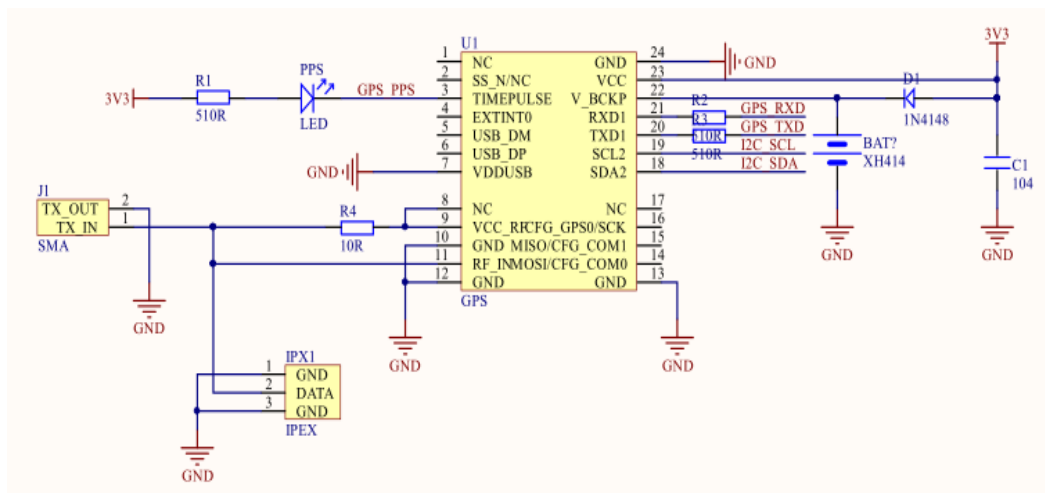 3V3
R1
510R
PPS
LED
GPS_PPS
U1
1 NC
2 SS_N/NC
3 TIMEPULSE
4 EXTINT0
5 USB_DM
6 USB_DP
7 VDDUSB
8 NC
9 VCC_RF
10 GND
11 RF_IN
12 GND
GPS
24 GND
23 VCC
22 V_BCKP
21 RXD1
20 TXD1
19 SCL2
18 SDA2
17 NC
16 CFG_GPS0/SCK
15 MISO/CFG_COM1
14 MOSI/CFG_COM0
13 GND
GND
GND
R2
510R
R3
510R
GPS_RXD
GPS_TXD
I2C_SCL
I2C_SDA
3V3
D1
1N4148
BAT?
XH414
C1
104
GND
GND
J1
TX_OUT 2
TX_IN 1
SMA
R4
10R
GND
GND
GND
IPX1
1 GND
2 DATA
3 GND
IPEX
GND